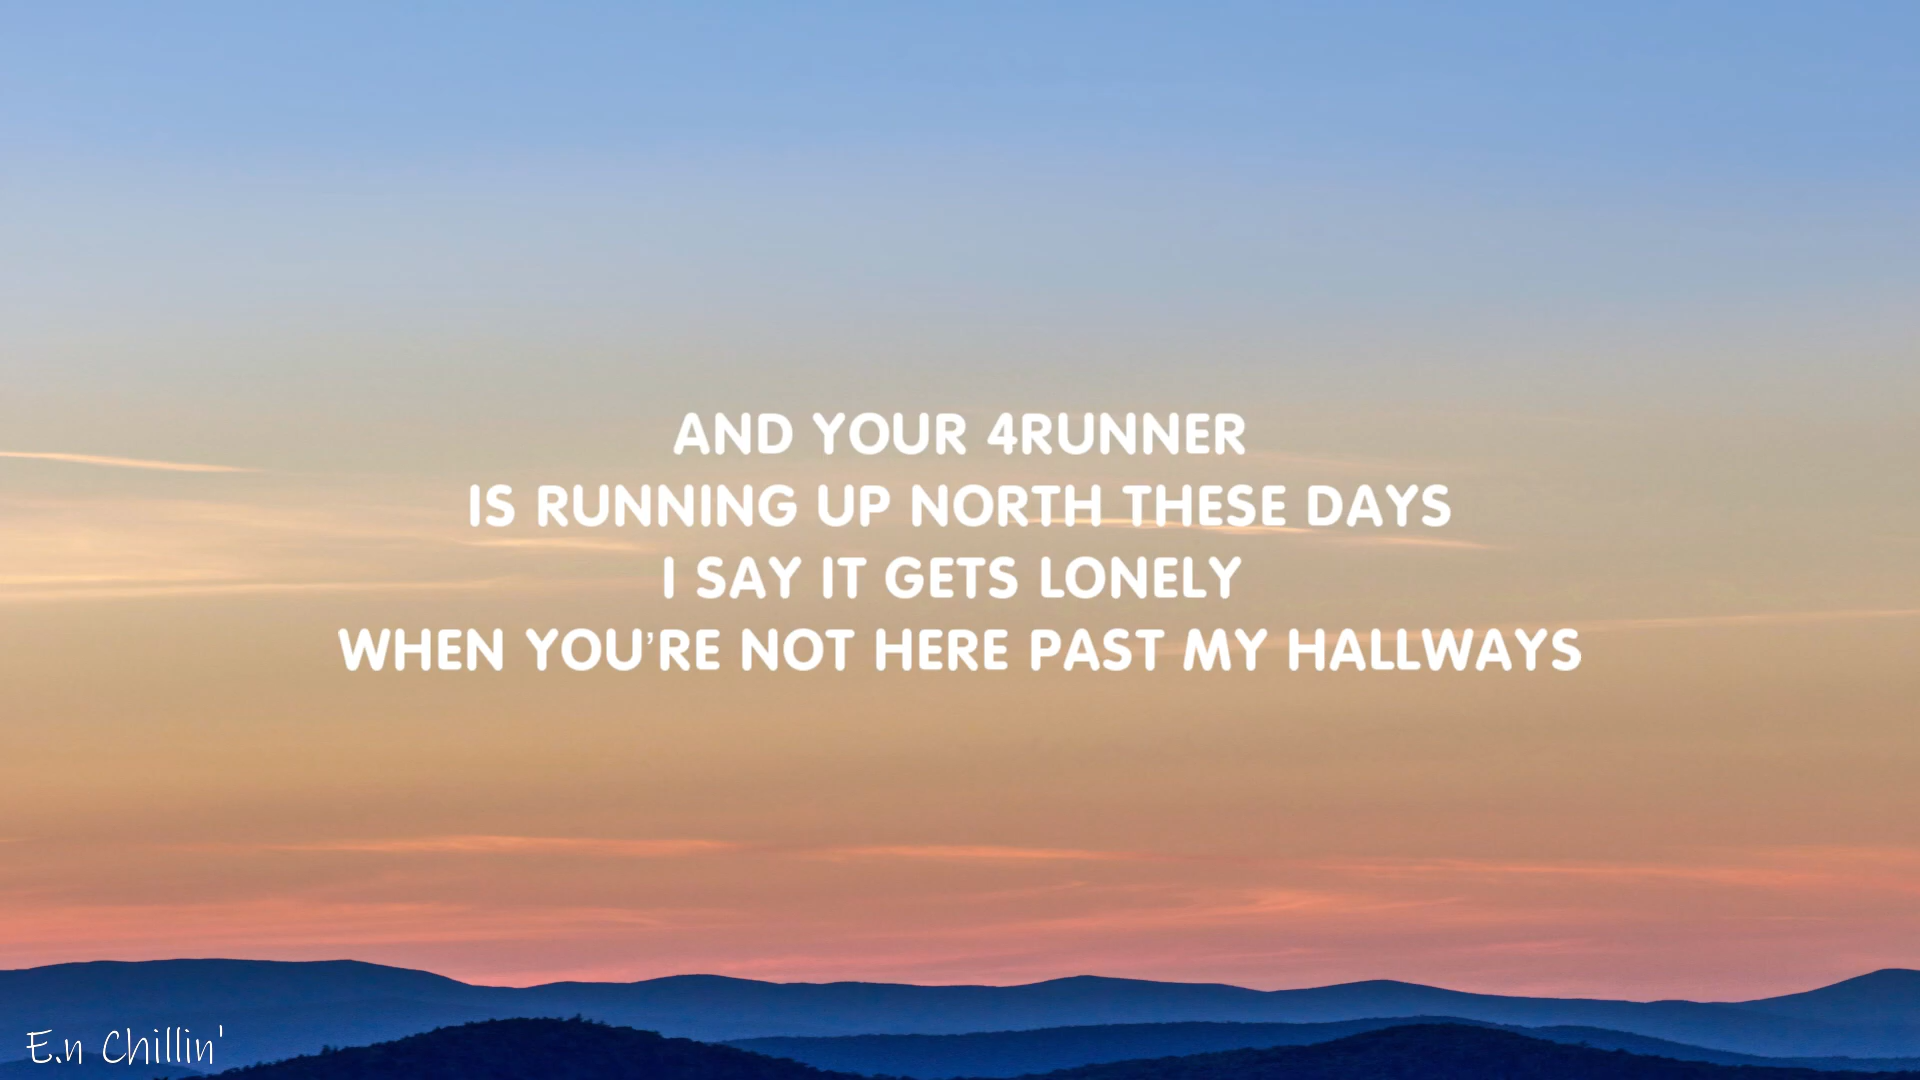 AND YOUR 4RUNNER
IS RUNNING UP NORTH THESE DAYS
I SAY IT GETS LONELY
WHEN YOU'RE NOT HERE PAST MY HALLWAYS
E.n Chillin'